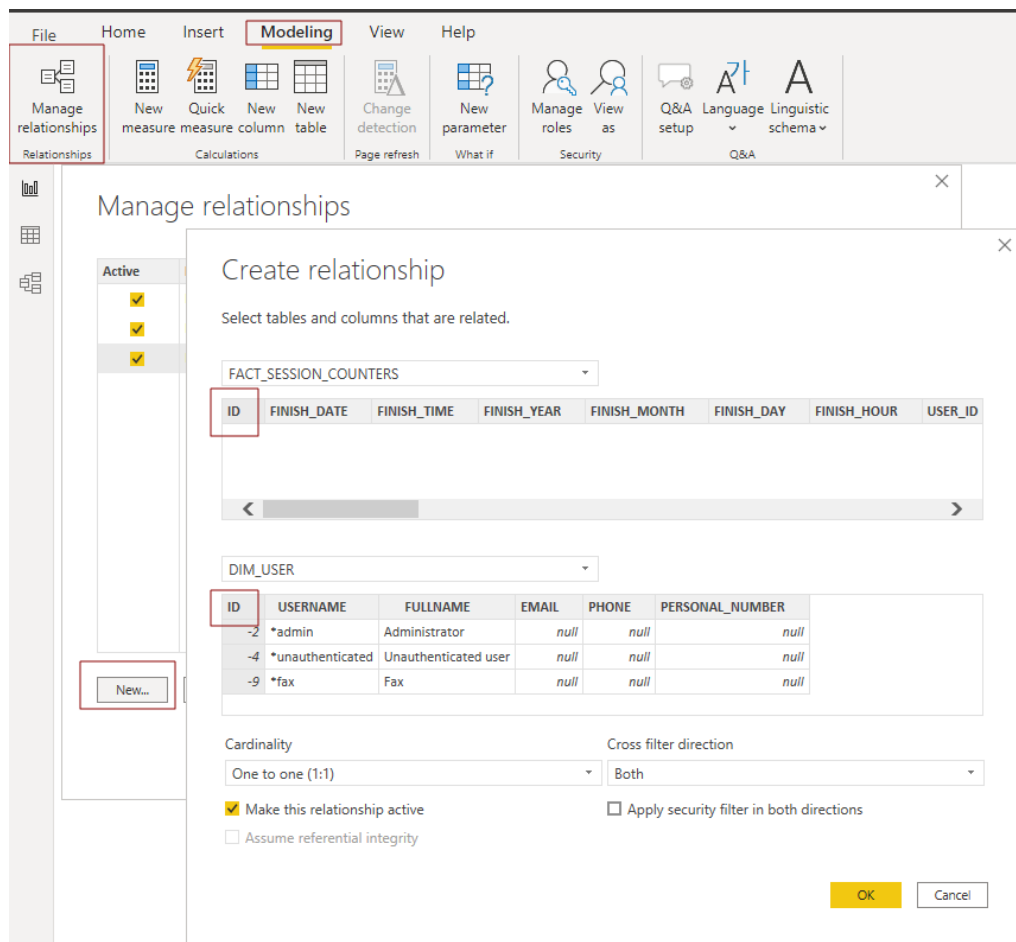 File Home Insert Modeling View Help
Manage relationships
New measure
Quick measure
New column
New table
Change detection
New parameter
Manage roles
View as
Q&A setup
Language
Linguistic schema
Relationships Calculations Page refresh What if Security Q&A
Manage relationships
Active
New...
Create relationship
Select tables and columns that are related.
FACT_SESSION_COUNTERS
ID FINISH_DATE FINISH_TIME FINISH_YEAR FINISH_MONTH FINISH_DAY FINISH_HOUR USER_ID
DIM_USER
ID USERNAME FULLNAME EMAIL PHONE PERSONAL_NUMBER
-2 *admin Administrator null null null
-4 *unauthenticated Unauthenticated user null null null
-9 *fax Fax null null null
Cardinality Cross filter direction
One to one (1:1) Both
Make this relationship active Apply security filter in both directions
Assume referential integrity
OK Cancel